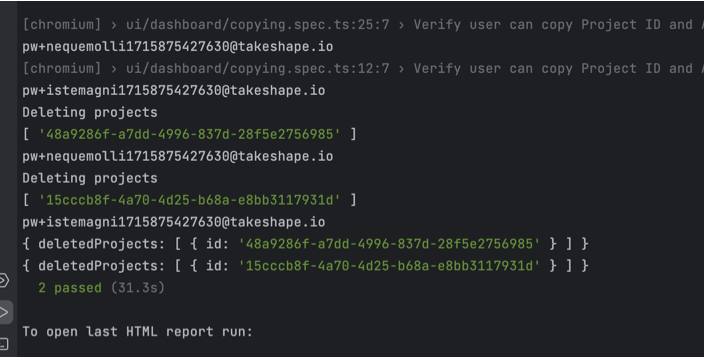 [chromium] › ui/dashboard/copying.spec.ts:25:7 › Verify user can copy Project ID and
pw+nequemolli1715875427630@takeshape.io
[chromium] › ui/dashboard/copying.spec.ts:12:7 › Verify user can copy Project ID and
pw+istemagni1715875427630@takeshape.io
Deleting projects
[ '48a9286f-a7dd-4996-837d-28f5e2756985' ]
pw+nequemolli1715875427630@takeshape.io
Deleting projects
[ '15cccb8f-4a70-4d25-b68a-e8bb3117931d' ]
pw+istemagni1715875427630@takeshape.io
{ deletedProjects: [ { id: '48a9286f-a7dd-4996-837d-28f5e2756985' } ] }
{ deletedProjects: [ { id: '15cccb8f-4a70-4d25-b68a-e8bb3117931d' } ] }
2 passed (31.3s)
To open last HTML report run: